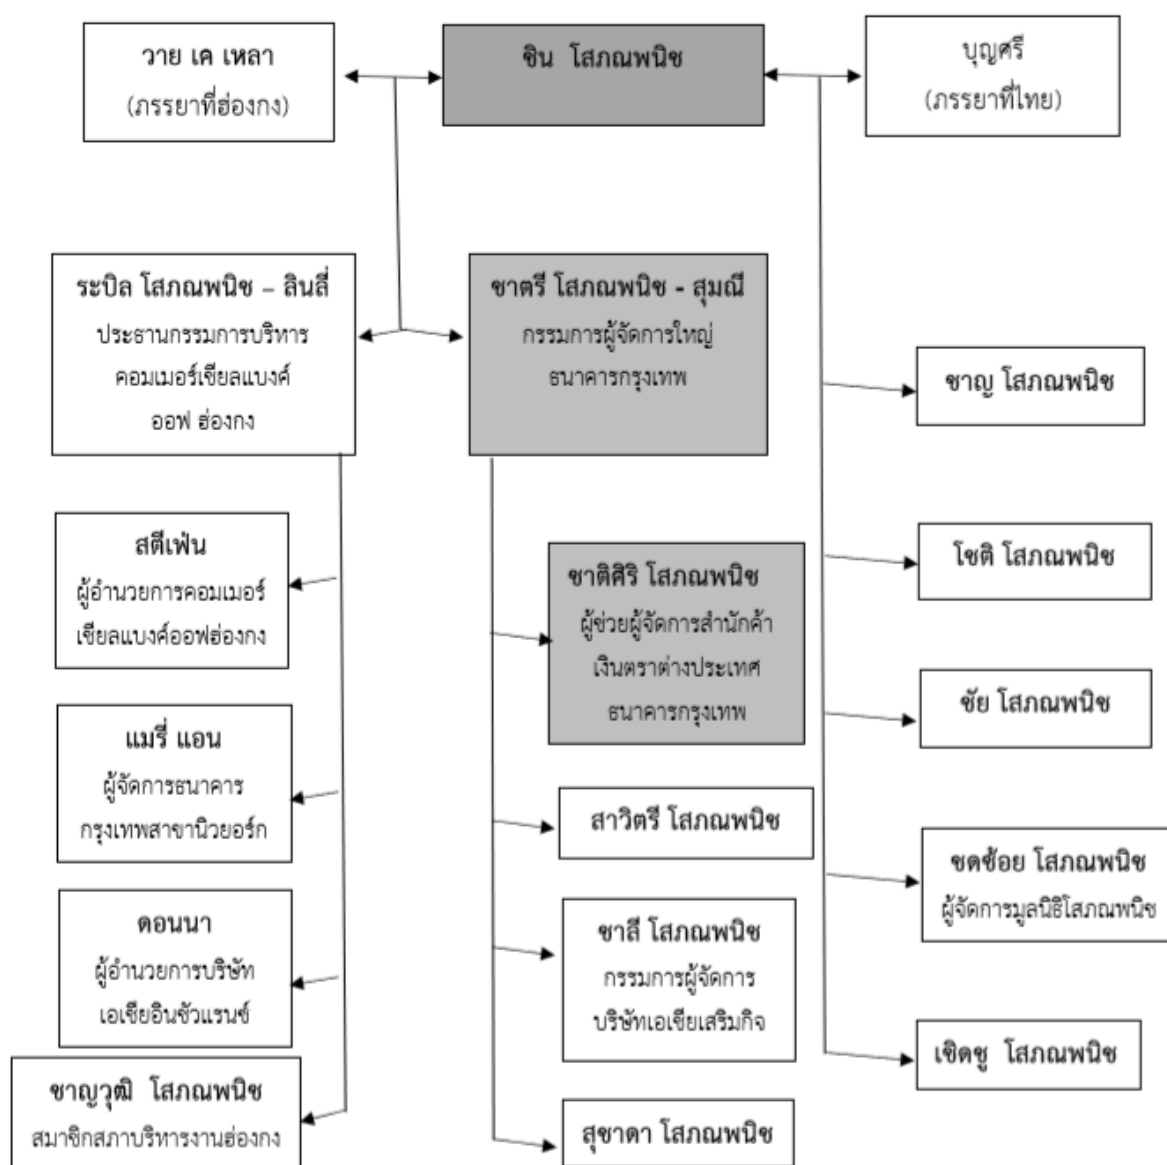 วาย เค เหลา
(ภรรยาที่ฮ่องกง)
ชิน โสภณพนิช
บุญศรี
(ภรรยาที่ไทย)
ระบิล โสภณพนิช – ลินลี่
ประธานกรรมการบริหาร
คอมเมอร์เชียลแบงค์
ออฟ ฮ่องกง
ชาตรี โสภณพนิช - สุมณี
กรรมการผู้จัดการใหญ่
ธนาคารกรุงเทพ
สตีเฟ่น
ผู้อำนวยการคอมเมอร์
เชียลแบงค์ออฟฮ่องกง
แมรี่ แอน
ผู้จัดการธนาคาร
กรุงเทพสาขานิวยอร์ก
ดอนนา
ผู้อำนวยการบริษัท
เอเชียอินชัวแรนช์
ชาญวุฒิ โสภณพนิช
สมาชิกสภาบริหารงานฮ่องกง
ชาติศิริ โสภณพนิช
ผู้ช่วยผู้จัดการสำนักค้า
เงินตราต่างประเทศ
ธนาคารกรุงเทพ
สาวิตรี โสภณพนิช
ชาลี โสภณพนิช
กรรมการผู้จัดการ
บริษัทเอเชียเสริมกิจ
สุชาดา โสภณพนิช
ชาญ โสภณพนิช
โชติ โสภณพนิช
ชัย โสภณพนิช
ชดช้อย โสภณพนิช
ผู้จัดการมูลนิธิโสภณพนิช
เชิดชู โสภณพนิช